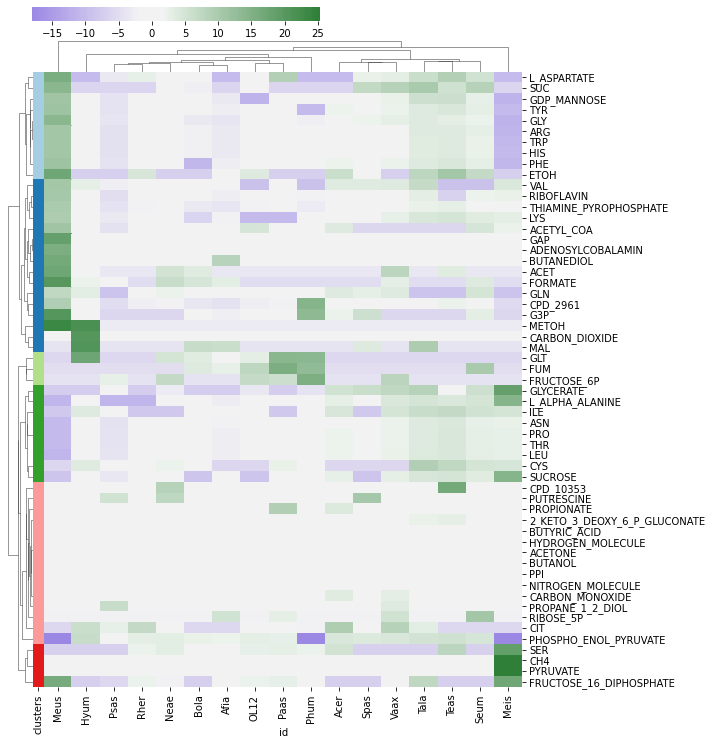 −15 −10 −5 0 5 10 15 20 25
L_ASPARTATE
SUC
GDP_MANNOSE
TYR
GLY
ARG
TRP
HIS
PHE
ETOH
VAL
RIBOFLAVIN
THIAMINE_PYROPHOSPHATE
LYS
ACETYL_COA
GAP
ADENOSYLCOBALAMIN
BUTANEDIOL
ACET
FORMATE
GLN
CPD_2961
G3P
METOH
CARBON_DIOXIDE
MAL
GLT
FUM
FRUCTOSE_6P
GLYCERATE
L_ALPHA_ALANINE
ILE
ASN
PRO
THR
LEU
CYS
SUCROSE
CPD_10353
PUTRESCINE
PROPIONATE
2_KETO_3_DEOXY_6_P_GLUCONATE
BUTYRIC_ACID
HYDROGEN_MOLECULE
ACETONE
BUTANOL
PPI
NITROGEN_MOLECULE
CARBON_MONOXIDE
PROPANE_1_2_DIOL
RIBOSE_5P
CIT
PHOSPHO_ENOL_PYRUVATE
SER
CH4
PYRUVATE
FRUCTOSE_16_DIPHOSPHATE
clusters Meus Hyum Psas Rher Neae Bola Afia OL12 Paas Phum Acer Spas Vaax Tala Teas Seum Meis
id